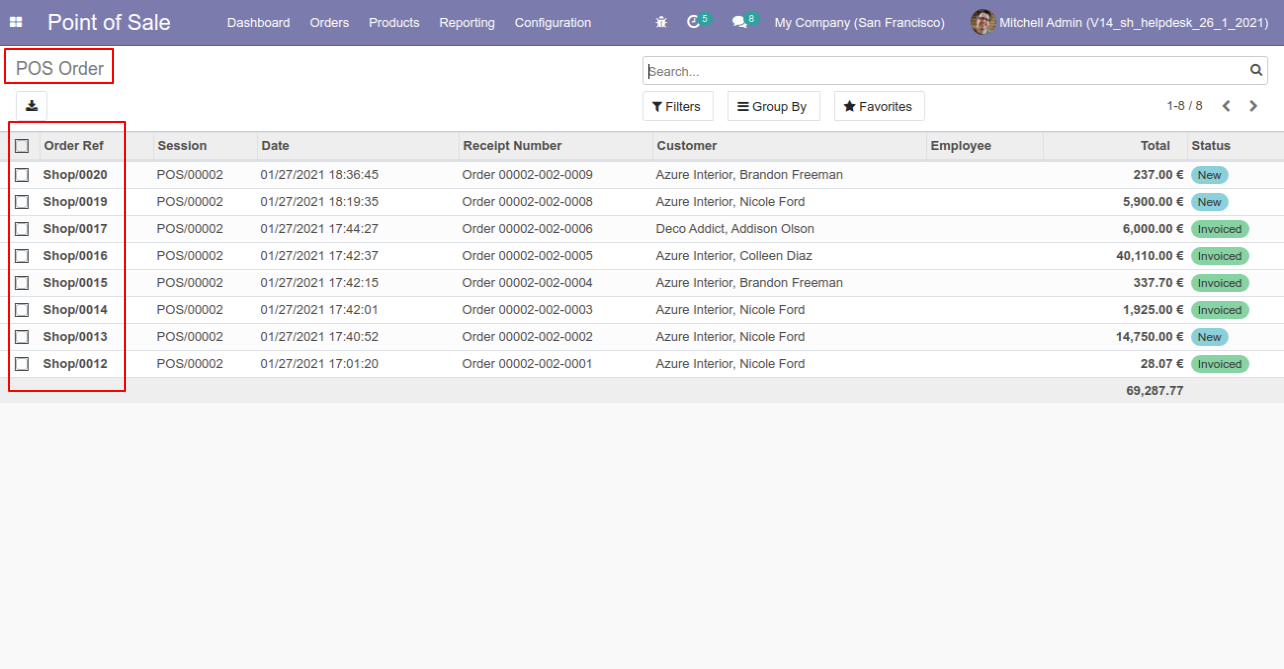 Point of Sale Dashboard Orders Products Reporting Configuration 5 8 My Company (San Francisco) Mitchell Admin (V14_sh_helpdesk_26_1_2021)
POS Order
Search...
Filters Group By Favorites 1-8 / 8
Order Ref Session Date Receipt Number Customer Employee Total Status
Shop/0020 POS/00002 01/27/2021 18:36:45 Order 00002-002-0009 Azure Interior, Brandon Freeman 237.00 € New
Shop/0019 POS/00002 01/27/2021 18:19:35 Order 00002-002-0008 Azure Interior, Nicole Ford 5,900.00 € New
Shop/0017 POS/00002 01/27/2021 17:44:27 Order 00002-002-0006 Deco Addict, Addison Olson 6,000.00 € Invoiced
Shop/0016 POS/00002 01/27/2021 17:42:37 Order 00002-002-0005 Azure Interior, Colleen Diaz 40,110.00 € Invoiced
Shop/0015 POS/00002 01/27/2021 17:42:15 Order 00002-002-0004 Azure Interior, Brandon Freeman 337.70 € Invoiced
Shop/0014 POS/00002 01/27/2021 17:42:01 Order 00002-002-0003 Azure Interior, Nicole Ford 1,925.00 € Invoiced
Shop/0013 POS/00002 01/27/2021 17:40:52 Order 00002-002-0002 Azure Interior, Nicole Ford 14,750.00 € New
Shop/0012 POS/00002 01/27/2021 17:01:20 Order 00002-002-0001 Azure Interior, Nicole Ford 28.07 € Invoiced
69,287.77